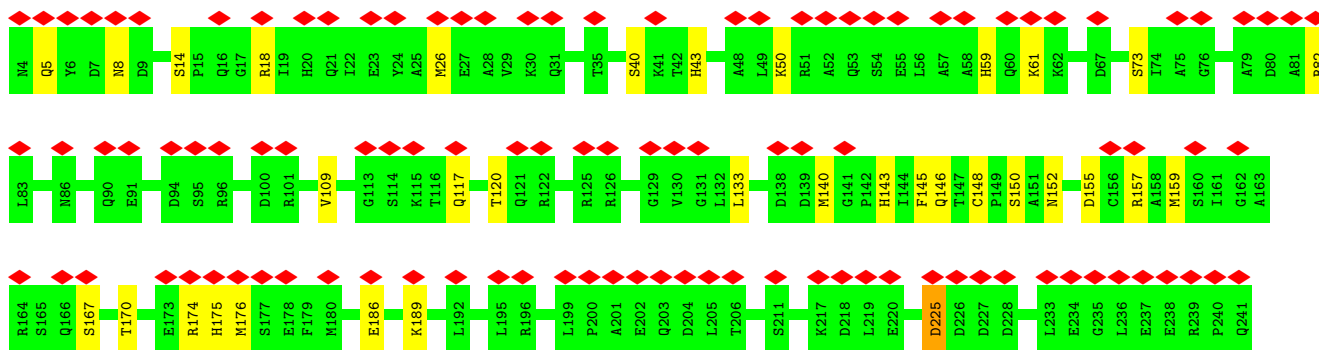 N4 Q5 Y6 D7 N8 D9 S14 P15 Q16 G17 R18 I19 H20 Q21 I22 E23 Y24 A25 M26 E27 A28 V29 K30 Q31 T35 S40 K41 T42 H43 A48 L49 K50 R51 A52 Q53 S54 E55 L56 A57 A58 H59 Q60 K61 K62 D67 S73 I74 A75 G76 A79 D80 A81
L83 N86 Q90 E91 D94 S95 R96 D100 R101 V109 G113 S114 K115 T116 Q117 T120 Q121 R122 R125 R126 G129 V130 G131 L132 L133 D138 D139 M140 G141 P142 H143 I144 F145 Q146 T147 C148 P149 S150 A151 N152 D155 C156 R157 A158 M159 S160 I161 G162 A163
R164 S165 Q166 S167 T170 E173 R174 H175 M176 S177 E178 F179 M180 E186 K189 L192 L195 R196 L199 P200 A201 E202 Q203 D204 L205 T206 S211 K217 D218 L219 E220 D225 D226 D227 D228 L233 E234 G235 L236 E237 E238 R239 P240 Q241